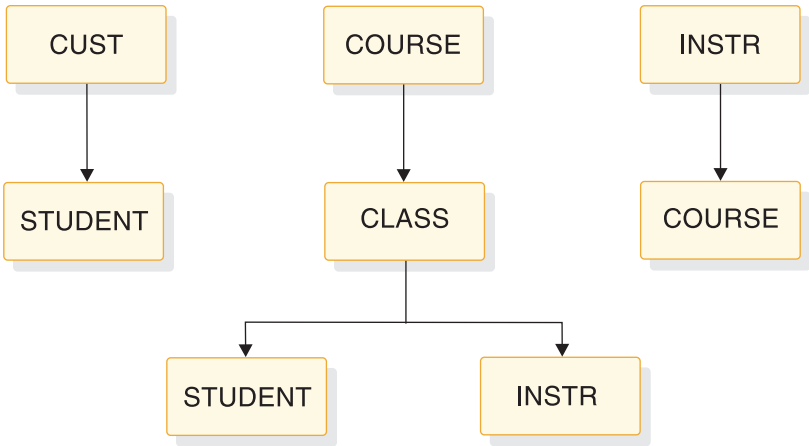 CUST
COURSE
INSTR
STUDENT
CLASS
COURSE
STUDENT
INSTR